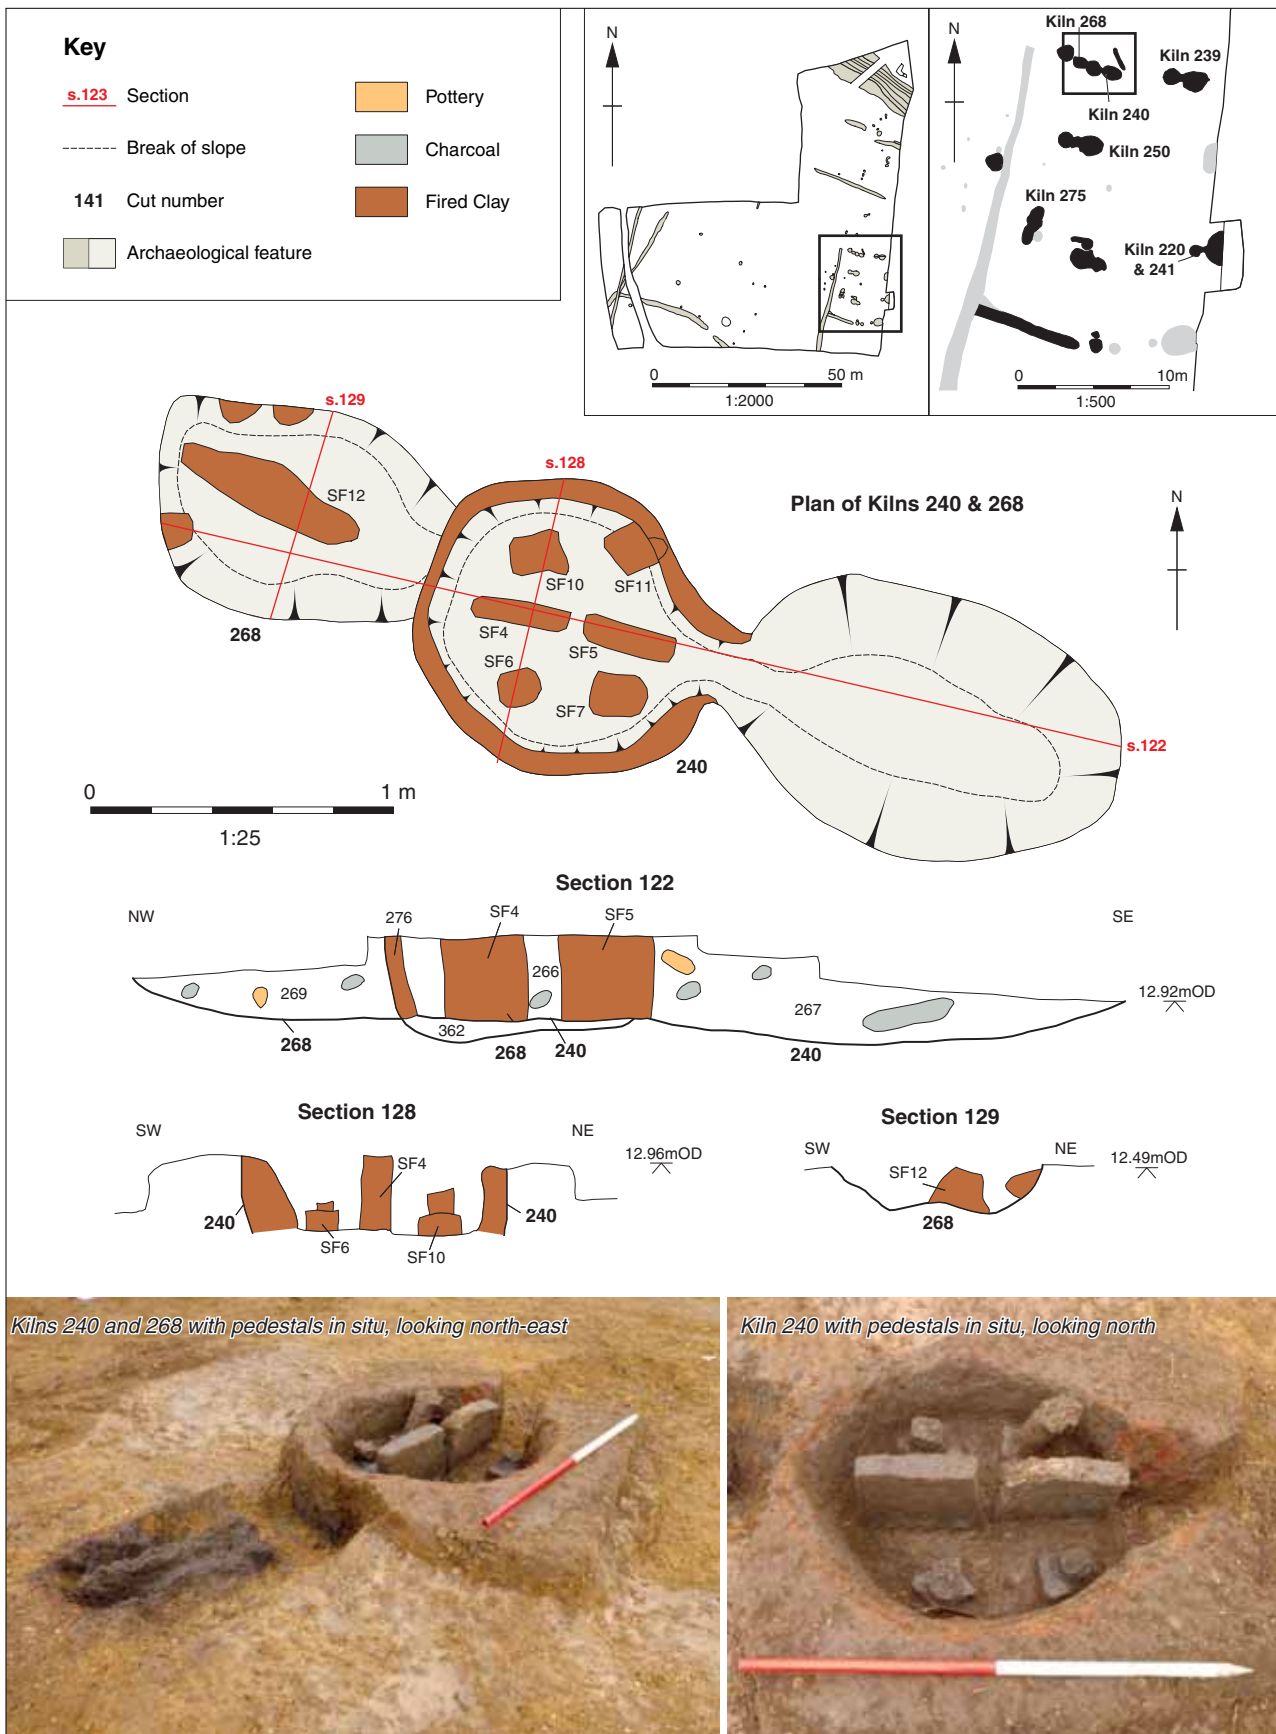 Key
s.123 Section
Break of slope
141 Cut number
Archaeological feature
Pottery
Charcoal
Fired Clay
N
0 50 m
1:2000
N
Kiln 268
Kiln 239
Kiln 240
Kiln 250
Kiln 275
Kiln 220
& 241
0 10m
1:500
Plan of Kilns 240 & 268
N
s.129
s.128
SF12
SF10
SF11
SF4
SF5
SF6
SF7
268
240
s.122
0 1 m
1:25
Section 122
NW
276
SF4
SF5
SE
266
269
267
12.92mOD
362
268
268
240
240
Section 128
SW
NE
12.96mOD
SF4
240
240
SF6
SF10
Section 129
SW
NE
12.49mOD
SF12
268
Kilns 240 and 268 with pedestals in situ, looking north-east
Kiln 240 with pedestals in situ, looking north